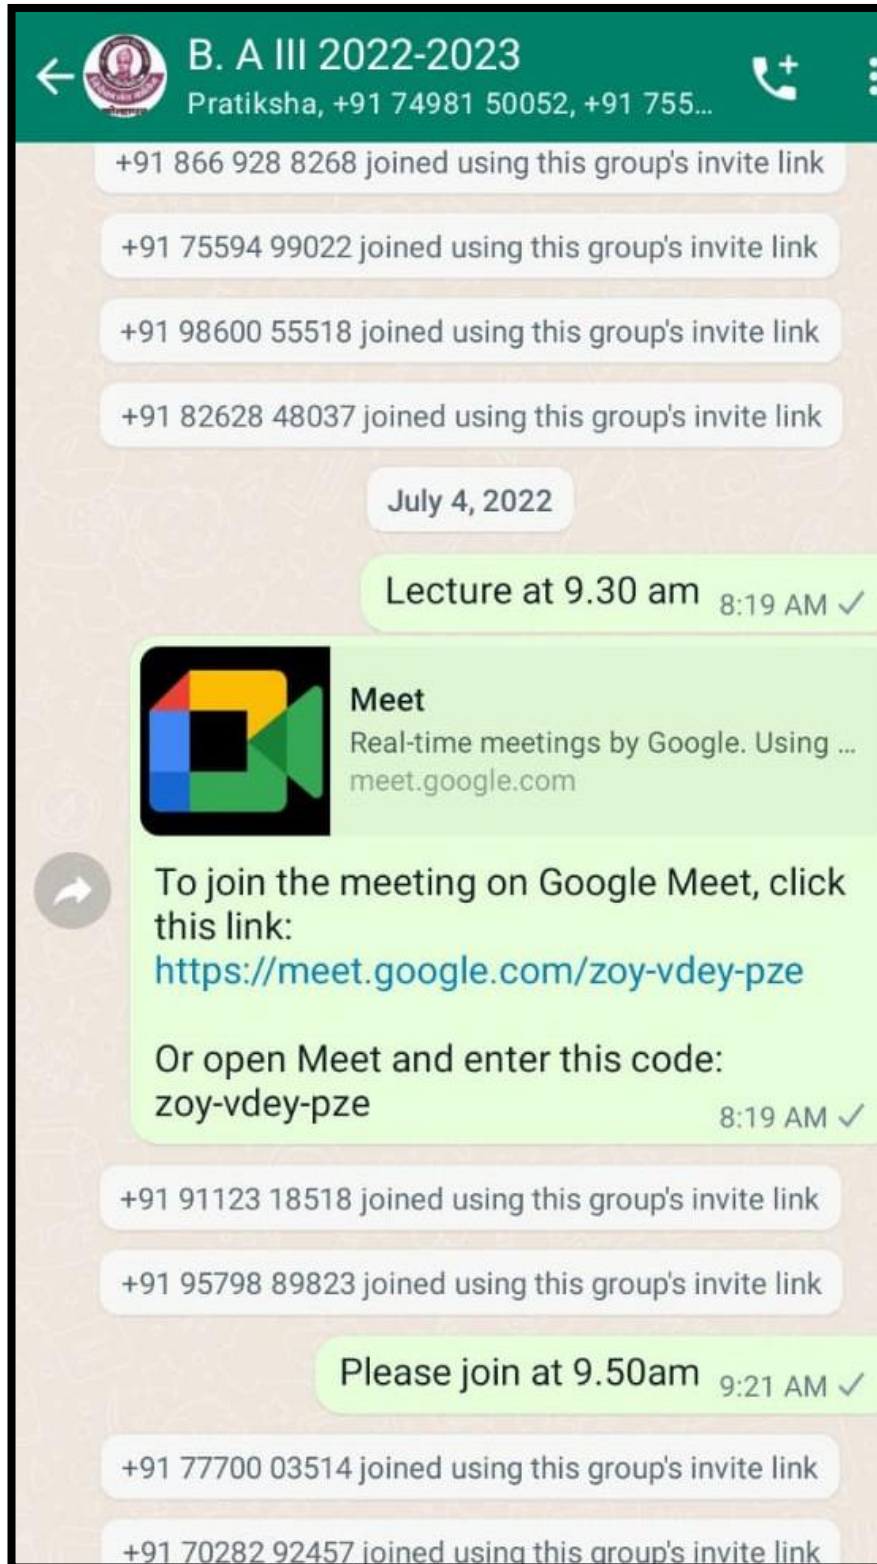 B. A III 2022-2023
Pratiksha, +91 74981 50052, +91 755...
+91 866 928 8268 joined using this group's invite link
+91 75594 99022 joined using this group's invite link
+91 98600 55518 joined using this group's invite link
+91 82628 48037 joined using this group's invite link
July 4, 2022
Lecture at 9.30 am 8:19 AM
Meet
Real-time meetings by Google. Using ...
meet.google.com
To join the meeting on Google Meet, click
this link:
https://meet.google.com/zoy-vdey-pze
Or open Meet and enter this code:
zoy-vdey-pze
8:19 AM
+91 91123 18518 joined using this group's invite link
+91 95798 89823 joined using this group's invite link
Please join at 9.50am 9:21 AM
+91 77700 03514 joined using this group's invite link
+91 70282 92457 joined using this group's invite link